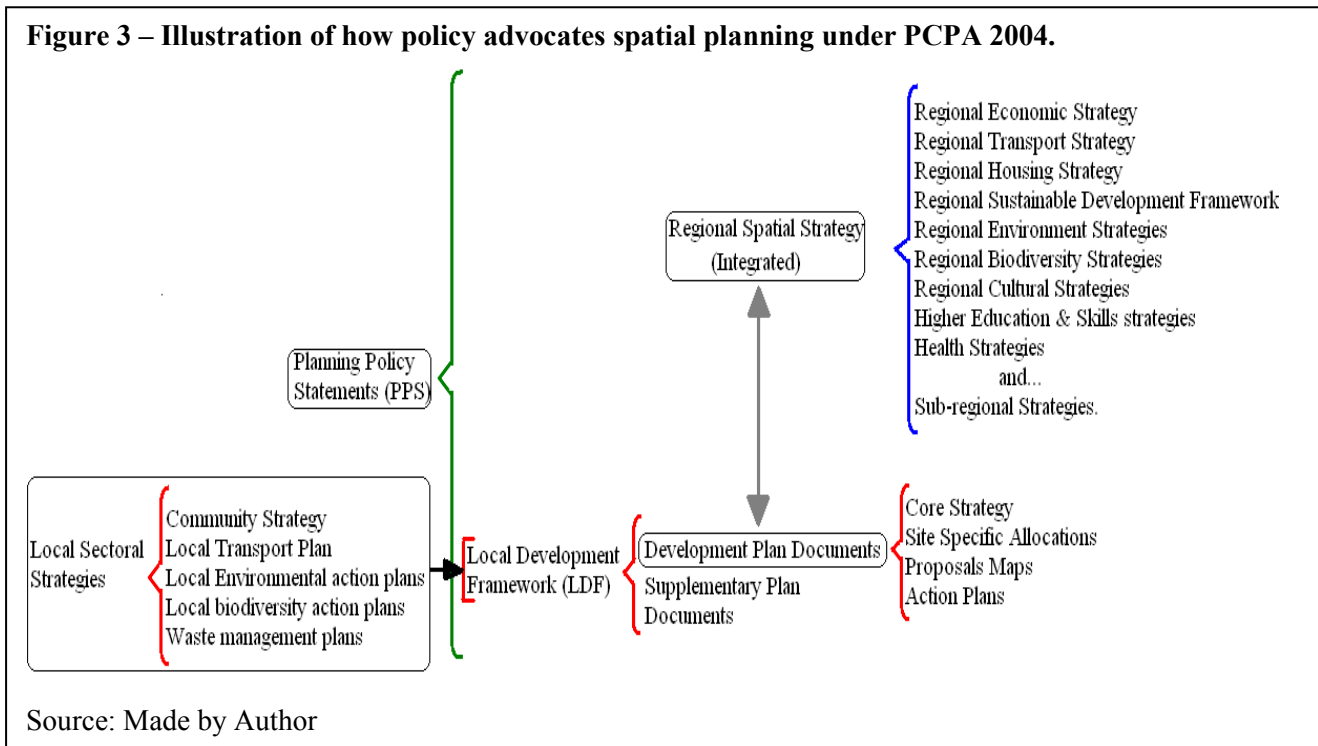 Figure 3 – Illustration of how policy advocates spatial planning under PCPA 2004.
Regional Economic Strategy
Regional Transport Strategy
Regional Housing Strategy
Regional Sustainable Development Framework
Regional Environment Strategies
Regional Biodiversity Strategies
Regional Cultural Strategies
Higher Education & Skills strategies
Health Strategies
and...
Sub-regional Strategies.
Regional Spatial Strategy
(Integrated)
Planning Policy
Statements (PPS)
Local Sectoral
Strategies
Community Strategy
Local Transport Plan
Local Environmental action plans
Local biodiversity action plans
Waste management plans
Local Development
Framework (LDF)
Development Plan Documents
Supplementary Plan
Documents
Core Strategy
Site Specific Allocations
Proposals Maps
Action Plans
Source: Made by Author